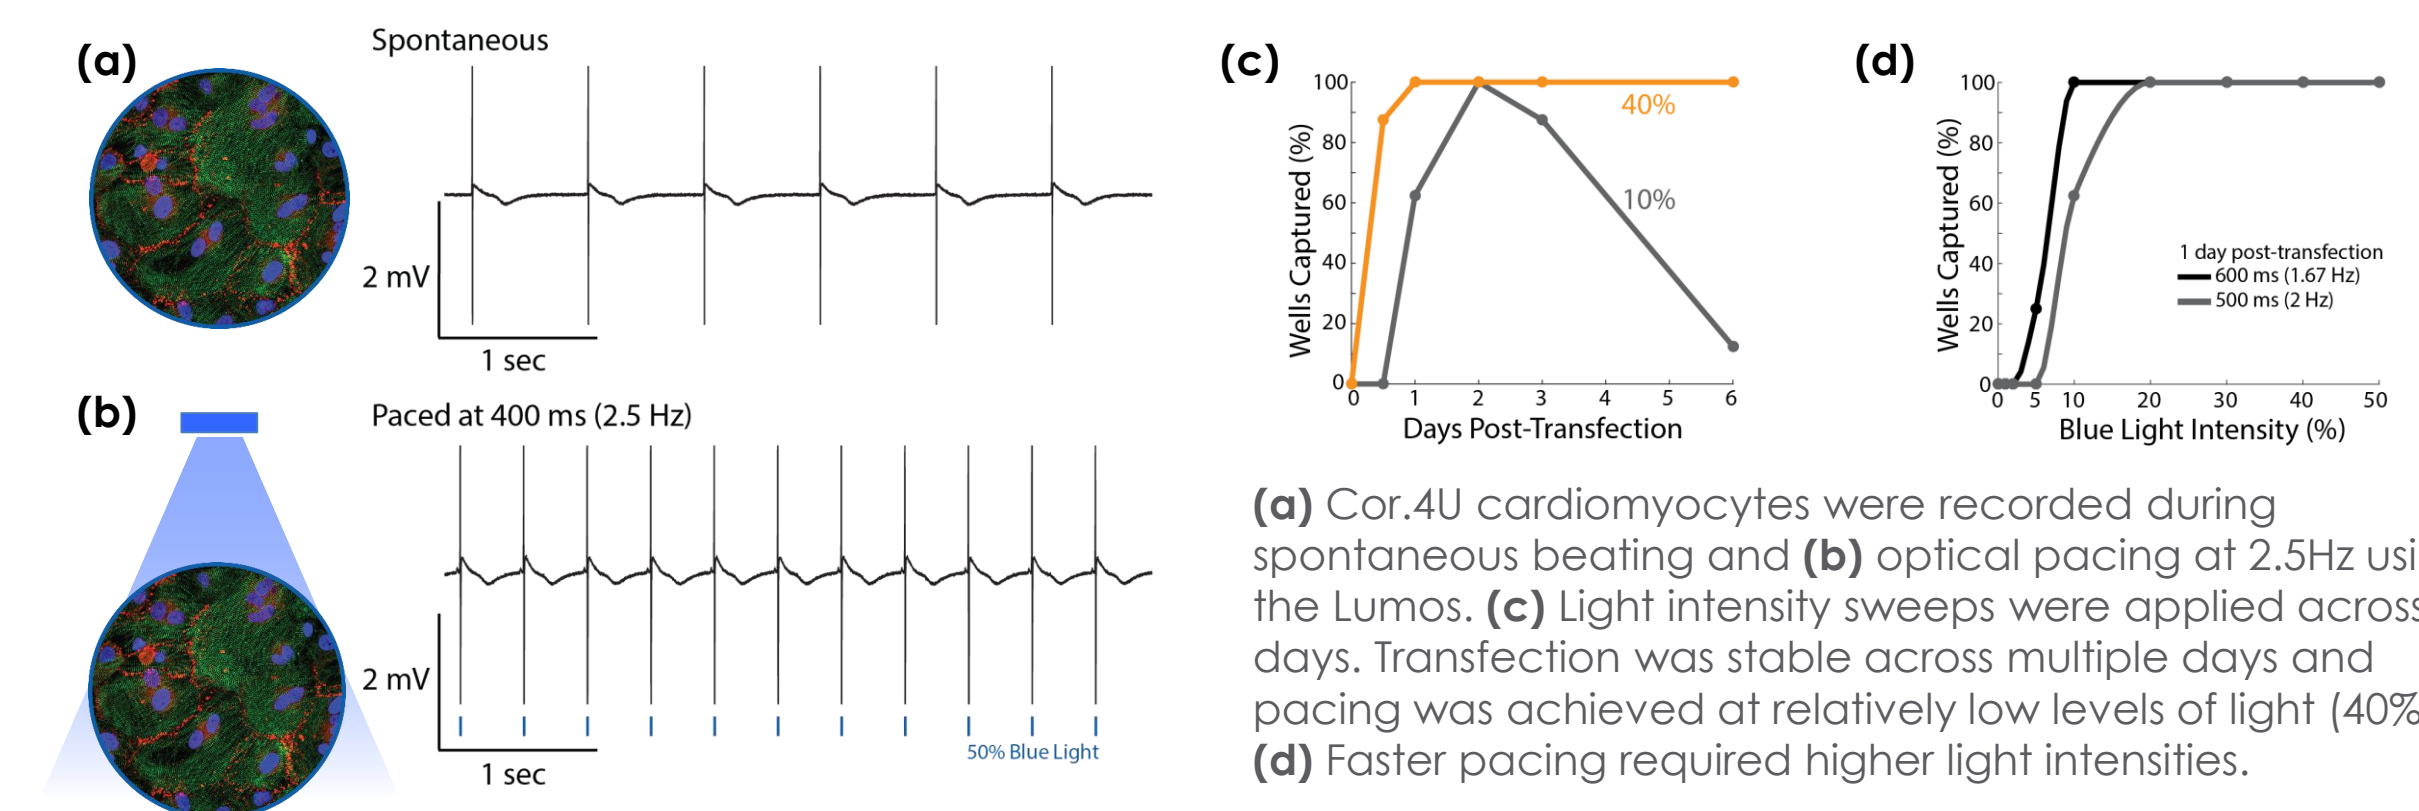 (a)
Spontaneous
2 mV
1 sec
(b)
Paced at 400 ms (2.5 Hz)
2 mV
50% Blue Light
1 sec
(c)
Wells Captured (%)
100
80
60
40
20
0
0 1 2 3 4 5 6
Days Post-Transfection
40%
10%
(d)
Wells Captured (%)
100
80
60
40
20
0
0 5 10 20 30 40 50
Blue Light Intensity (%)
1 day post-transfection
600 ms (1.67 Hz)
500 ms (2 Hz)
(a) Cor.4U cardiomyocytes were recorded during
spontaneous beating and (b) optical pacing at 2.5Hz usi
the Lumos. (c) Light intensity sweeps were applied across
days. Transfection was stable across multiple days and
pacing was achieved at relatively low levels of light (40%
(d) Faster pacing required higher light intensities.